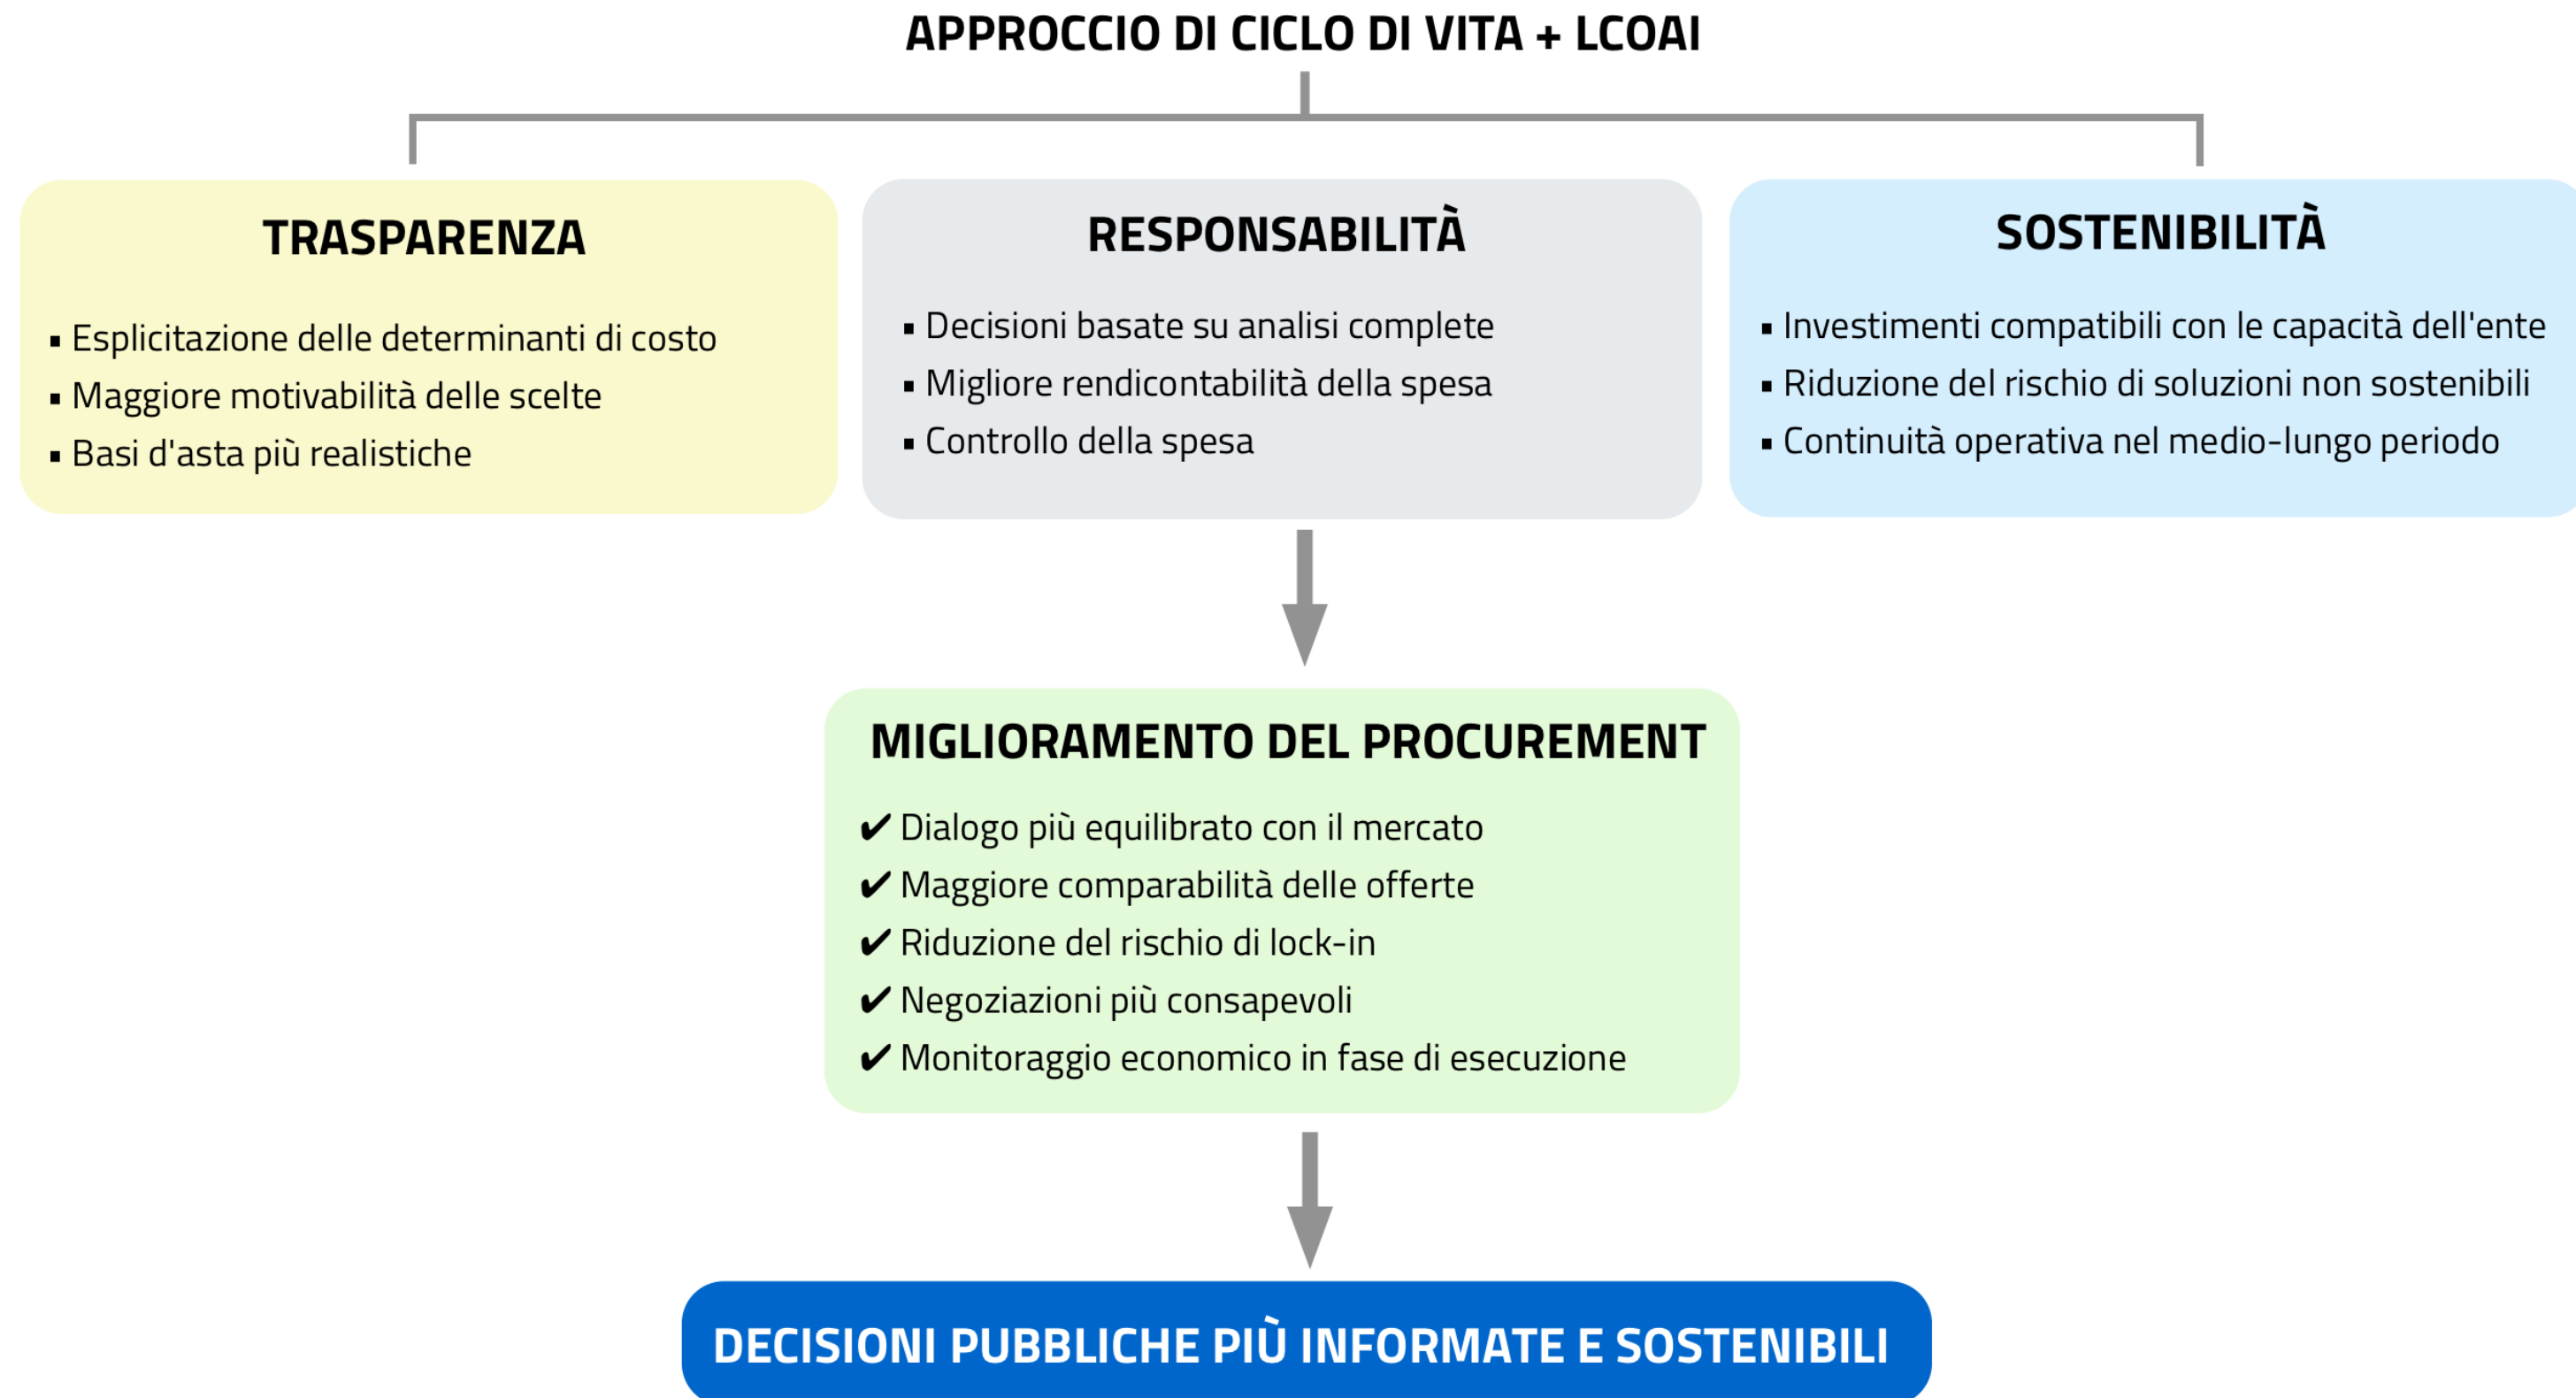 APPROCCIO DI CICLO DI VITA + LCOAI
TRASPARENZA
▪ Esplicitazione delle determinanti di costo
▪ Maggiore motivabilità delle scelte
▪ Basi d'asta più realistiche
RESPONSABILITÀ
▪ Decisioni basate su analisi complete
▪ Migliore rendicontabilità della spesa
▪ Controllo della spesa
SOSTENIBILITÀ
▪ Investimenti compatibili con le capacità dell'ente
▪ Riduzione del rischio di soluzioni non sostenibili
▪ Continuità operativa nel medio-lungo periodo
MIGLIORAMENTO DEL PROCUREMENT
✔ Dialogo più equilibrato con il mercato
✔ Maggiore comparabilità delle offerte
✔ Riduzione del rischio di lock-in
✔ Negoziazioni più consapevoli
✔ Monitoraggio economico in fase di esecuzione
DECISIONI PUBBLICHE PIÙ INFORMATE E SOSTENIBILI